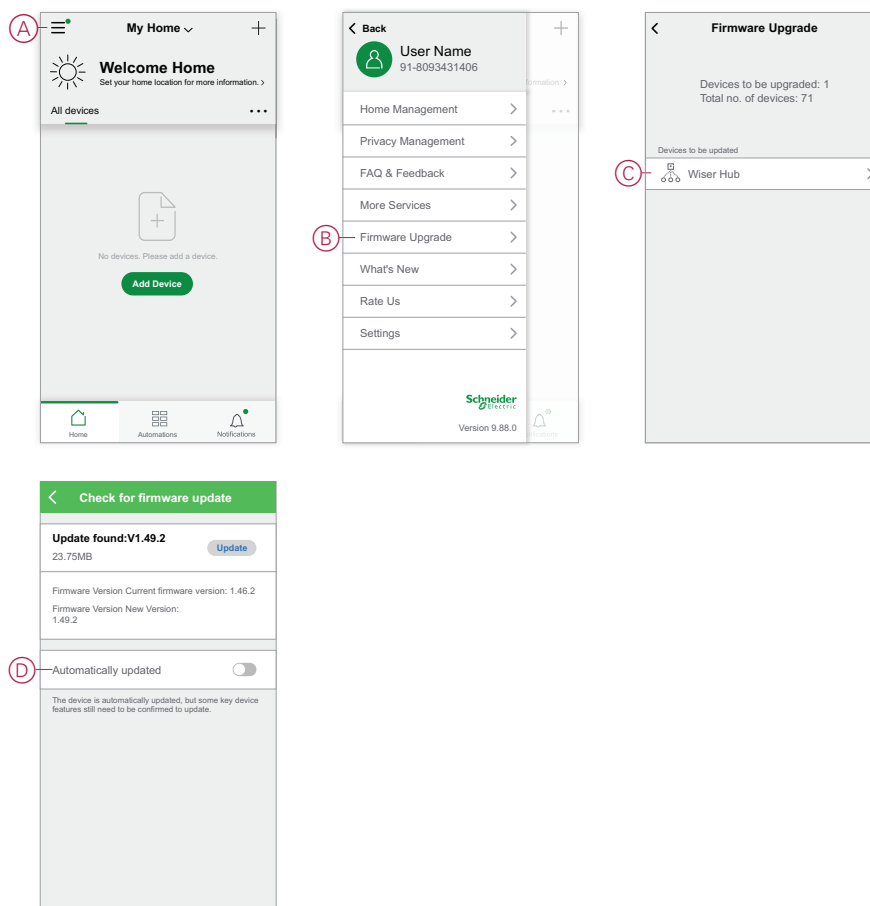 A
My Home
Welcome Home
Set your home location for more information. >
All devices
No devices. Please add a device.
Add Device
Home
Automations
Notifications
Back
User Name
91-8093431406
Home Management
Privacy Management
FAQ & Feedback
More Services
B
Firmware Upgrade
What's New
Rate Us
Settings
Schneider
Electric
Version 9.88.0
Firmware Upgrade
Devices to be upgraded: 1
Total no. of devices: 71
Devices to be updated
C
Wiser Hub
Check for firmware update
Update found:V1.49.2
23.75MB
Update
Firmware Version Current firmware version: 1.46.2
Firmware Version New Version:
1.49.2
D
Automatically updated
The device is automatically updated, but some key device
features still need to be confirmed to update.